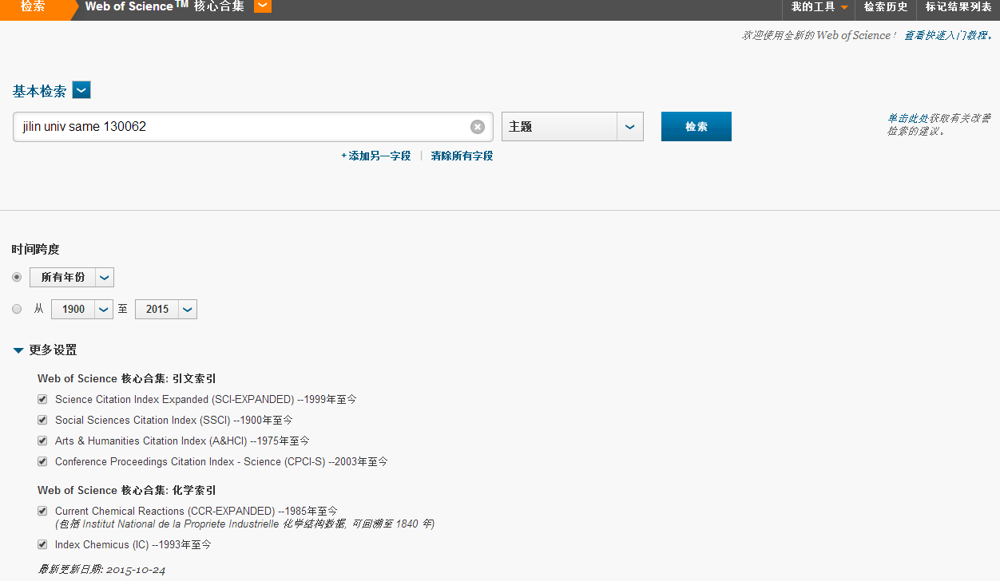 检索 Web of Science™ 核心合集 我的工具 检索历史 标记结果列表
欢迎使用全新的 Web of Science! 查看快速入门教程。
基本检索
jilin univ same 130062 主题 检索
单击此处获取有关改善
检索的建议。
+添加另一字段 | 清除所有字段
时间跨度
所有年份
从 1900 至 2015
更多设置
Web of Science 核心合集: 引文索引
Science Citation Index Expanded (SCI-EXPANDED) --1999年至今
Social Sciences Citation Index (SSCI) --1900年至今
Arts & Humanities Citation Index (A&HCI) --1975年至今
Conference Proceedings Citation Index - Science (CPCI-S) --2003年至今
Web of Science 核心合集: 化学索引
Current Chemical Reactions (CCR-EXPANDED) --1985年至今
(包括 Institut National de la Propriete Industrielle 化学结构数据, 可回溯至 1840 年)
Index Chemicus (IC) --1993年至今
最新更新日期: 2015-10-24